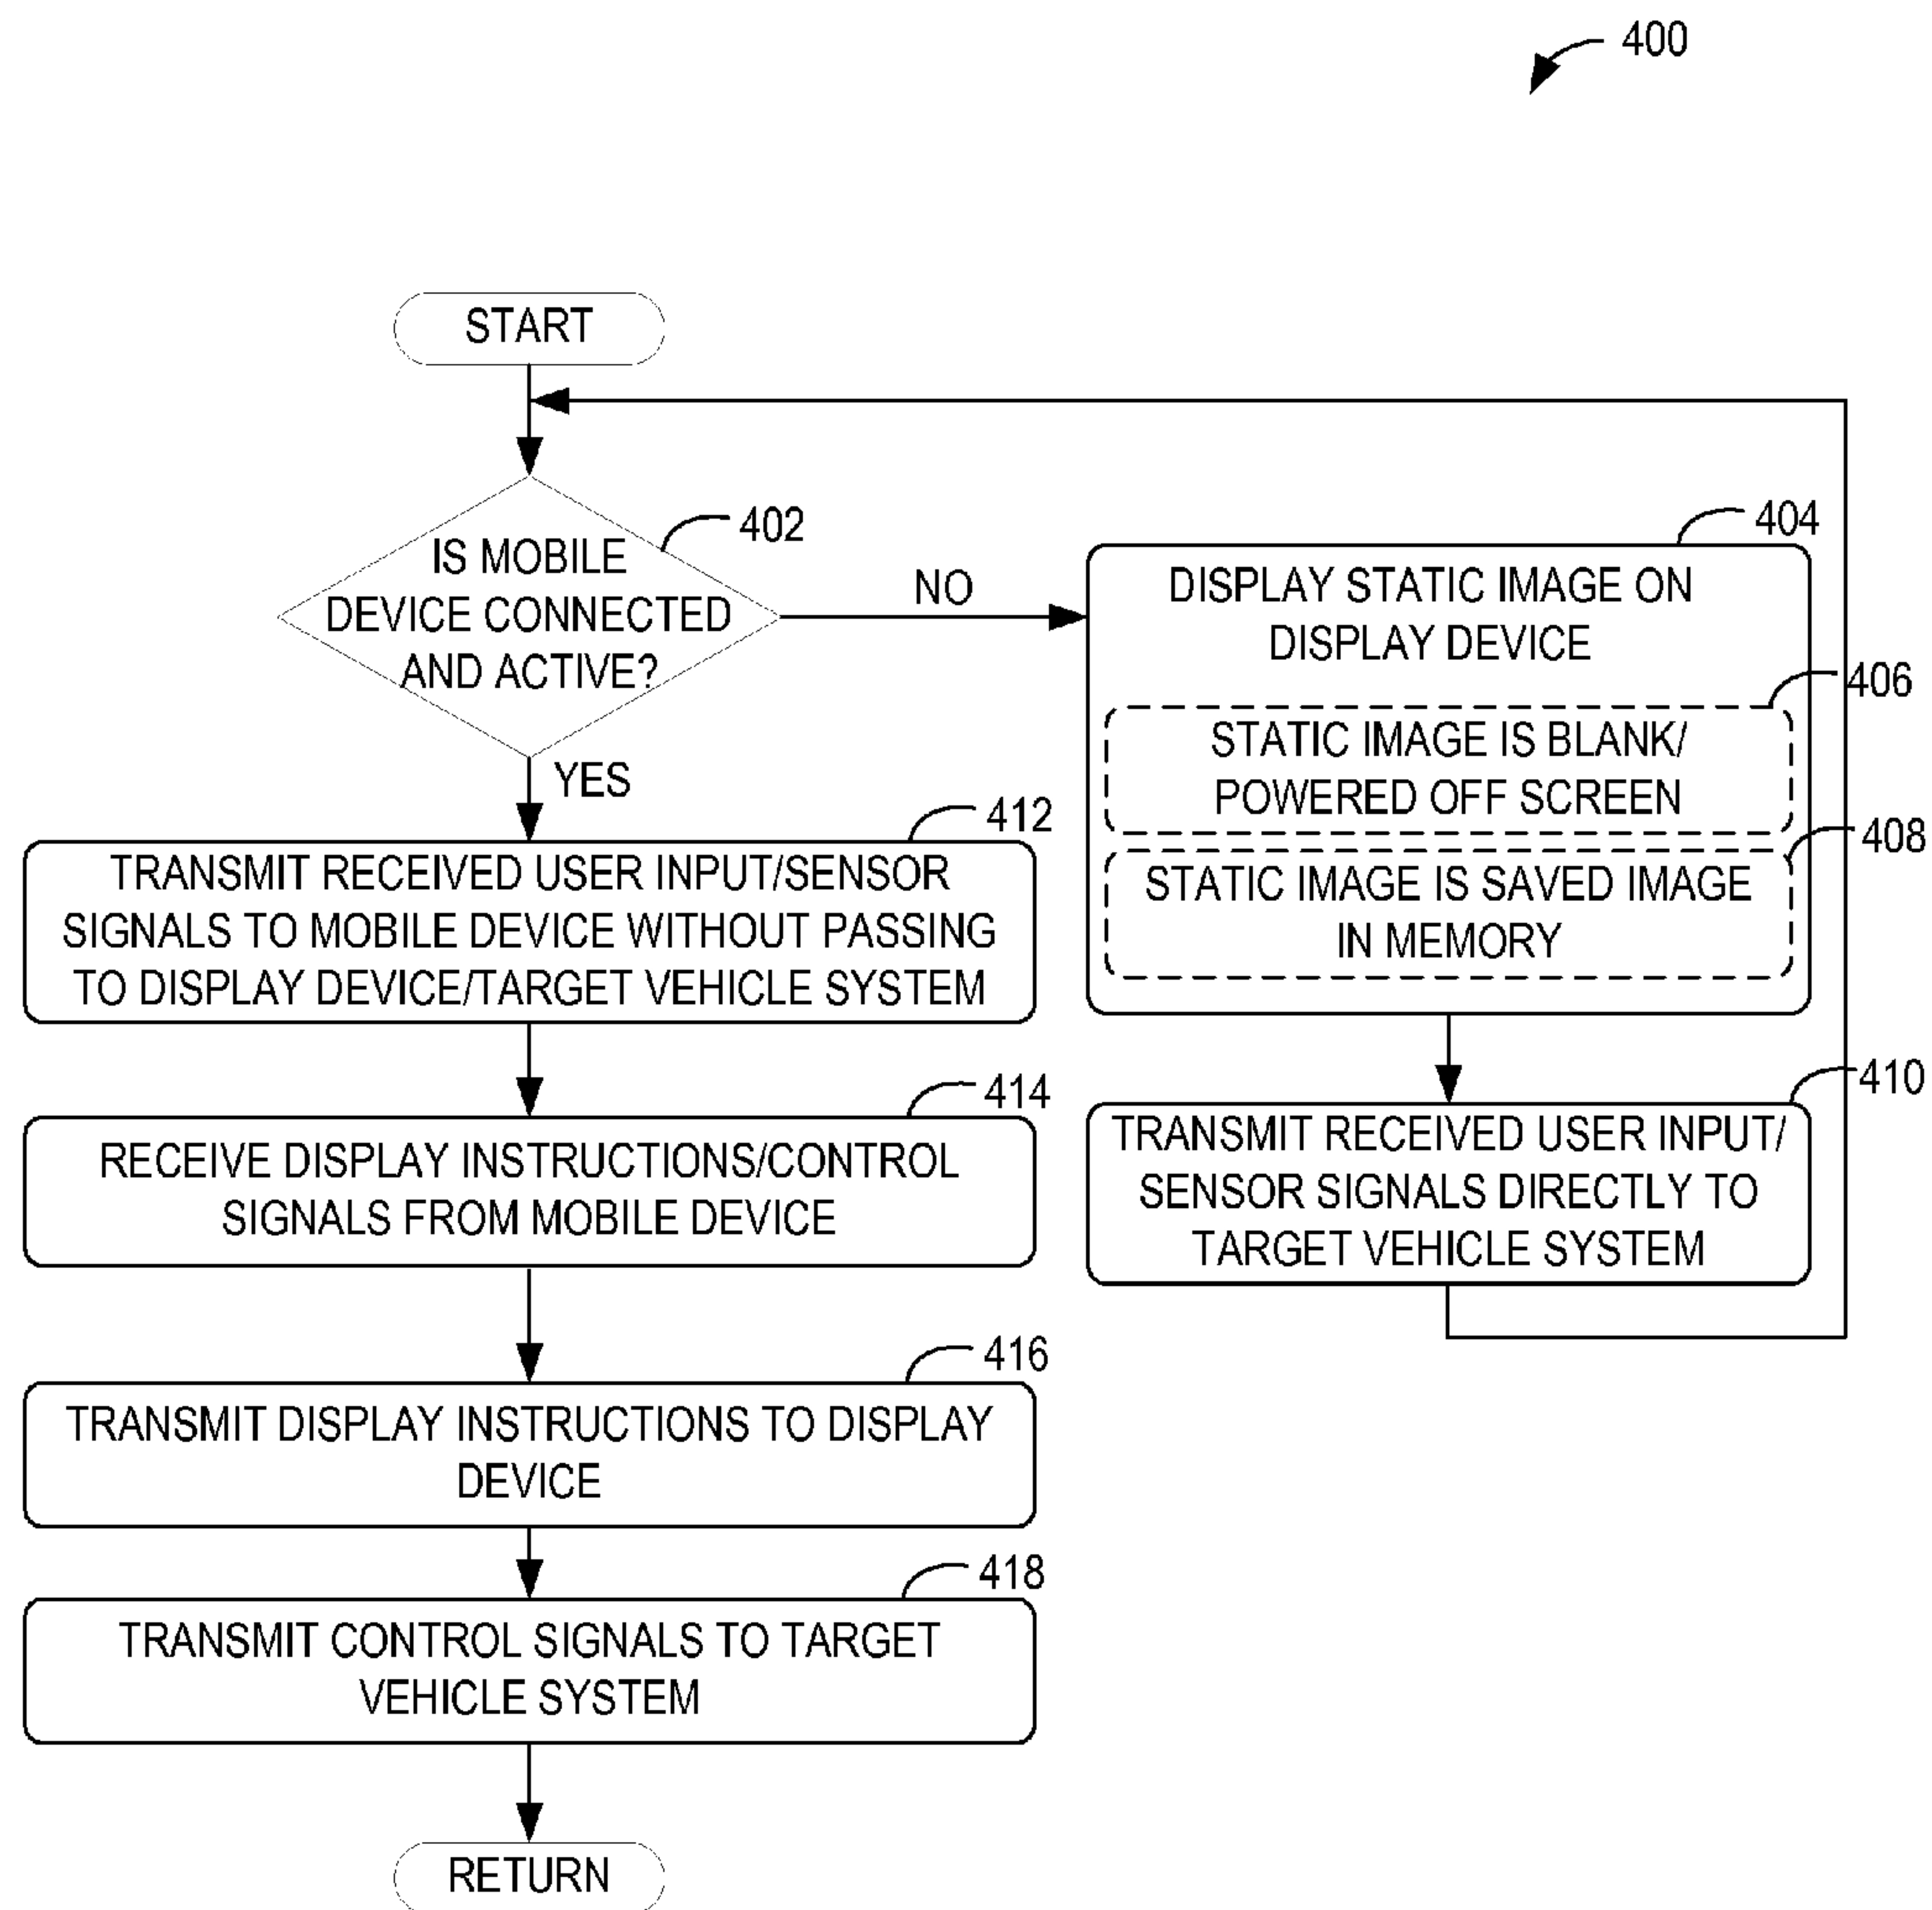 400
START
402
IS MOBILE
DEVICE CONNECTED
AND ACTIVE?
NO
YES
404
DISPLAY STATIC IMAGE ON
DISPLAY DEVICE
406
STATIC IMAGE IS BLANK/
POWERED OFF SCREEN
408
STATIC IMAGE IS SAVED IMAGE
IN MEMORY
410
TRANSMIT RECEIVED USER INPUT/
SENSOR SIGNALS DIRECTLY TO
TARGET VEHICLE SYSTEM
412
TRANSMIT RECEIVED USER INPUT/SENSOR
SIGNALS TO MOBILE DEVICE WITHOUT PASSING
TO DISPLAY DEVICE/TARGET VEHICLE SYSTEM
414
RECEIVE DISPLAY INSTRUCTIONS/CONTROL
SIGNALS FROM MOBILE DEVICE
416
TRANSMIT DISPLAY INSTRUCTIONS TO DISPLAY
DEVICE
418
TRANSMIT CONTROL SIGNALS TO TARGET
VEHICLE SYSTEM
RETURN